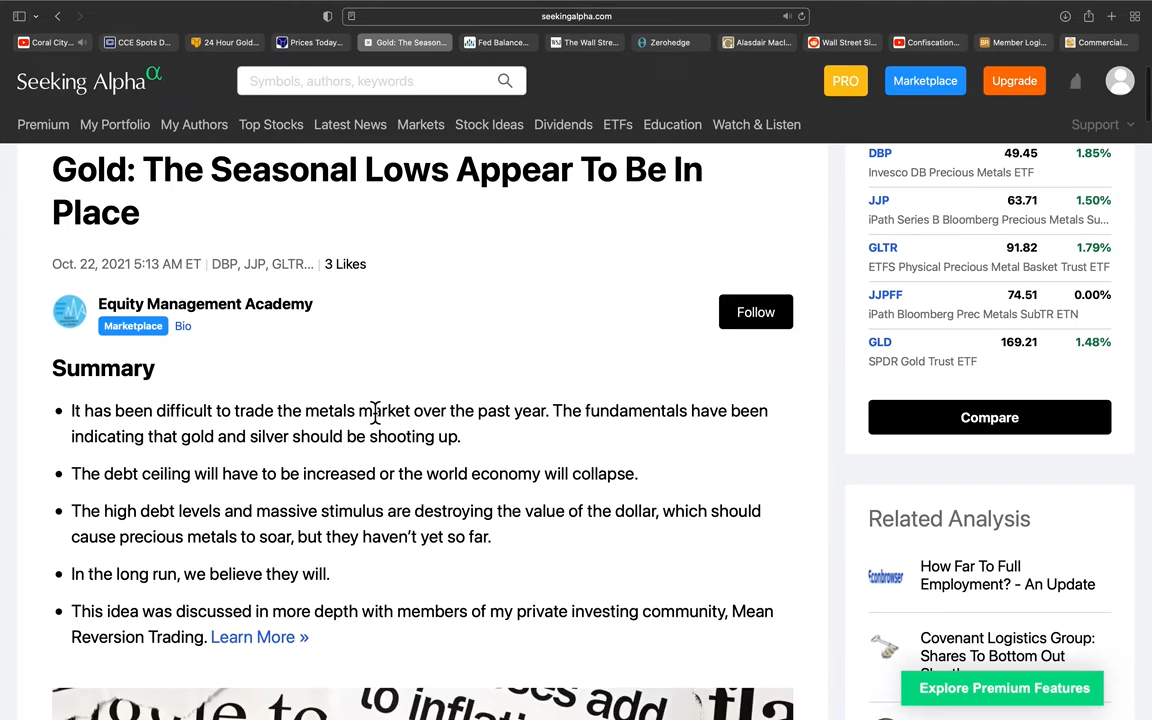 seekingalpha.com
Coral City...
CCE Spots D...
24 Hour Gold...
Prices Today...
Gold: The Season...
Fed Balance...
The Wall Stre...
Zerohedge
Alasdair Macl...
Wall Street Si...
Confiscation...
Member Logi...
Commercial...
Seeking Alpha α
Symbols, authors, keywords
PRO
Marketplace
Upgrade
Premium My Portfolio My Authors Top Stocks Latest News Markets Stock Ideas Dividends ETFs Education Watch & Listen
Support
Gold: The Seasonal Lows Appear To Be In
Place
Oct. 22, 2021 5:13 AM ET | DBP, JJP, GLTR... | 3 Likes
Equity Management Academy
Marketplace Bio
Follow
Summary
• It has been difficult to trade the metals market over the past year. The fundamentals have been
indicating that gold and silver should be shooting up.
• The debt ceiling will have to be increased or the world economy will collapse.
• The high debt levels and massive stimulus are destroying the value of the dollar, which should
cause precious metals to soar, but they haven’t yet so far.
• In the long run, we believe they will.
• This idea was discussed in more depth with members of my private investing community, Mean
Reversion Trading. Learn More »
to inflat
DBP 49.45 1.85%
Invesco DB Precious Metals ETF
JJP 63.71 1.50%
iPath Series B Bloomberg Precious Metals Su...
GLTR 91.82 1.79%
ETFS Physical Precious Metal Basket Trust ETF
JJPFF 74.51 0.00%
iPath Bloomberg Prec Metals SubTR ETN
GLD 169.21 1.48%
SPDR Gold Trust ETF
Compare
Related Analysis
Econbrowser
How Far To Full
Employment? - An Update
Covenant Logistics Group:
Shares To Bottom Out
Explore Premium Features